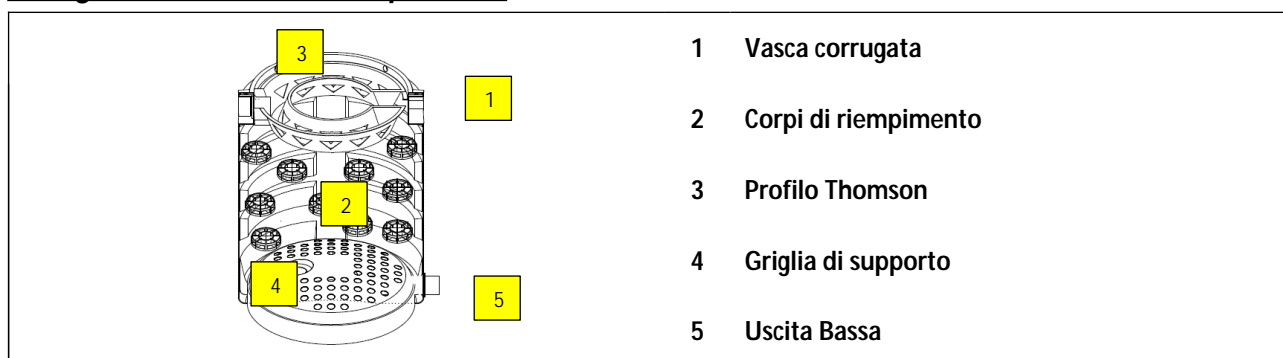 3
1
2
4
5
1 Vasca corrugata
2 Corpi di riempimento
3 Profilo Thomson
4 Griglia di supporto
5 Uscita Bassa